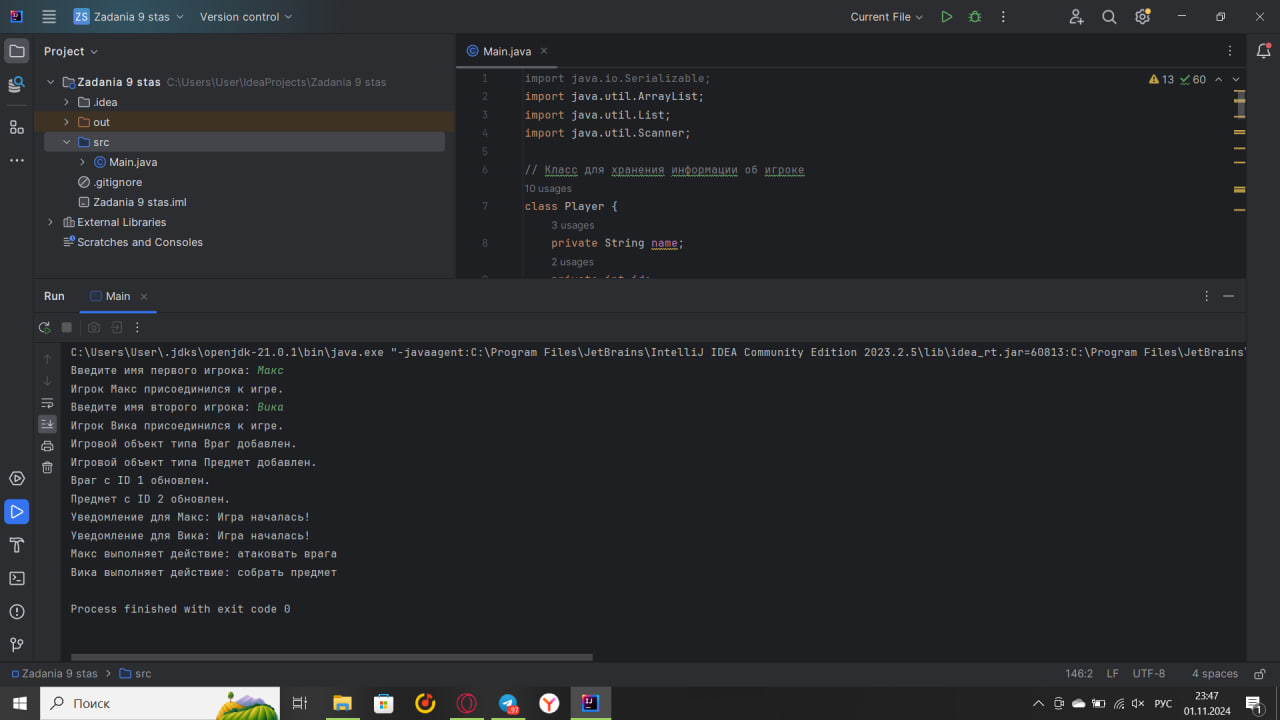 ZS Zadania 9 stas Version control Current File
Project
Main.java
Zadania 9 stas C:\Users\User\IdeaProjects\Zadania 9 stas
.idea
out
src
Main.java
.gitignore
Zadania 9 stas.iml
External Libraries
Scratches and Consoles
13 60
1 import java.io.Serializable;
2 import java.util.ArrayList;
3 import java.util.List;
4 import java.util.Scanner;
5
6 // Класс для хранения информации об игроке
10 usages
7 class Player {
3 usages
8 private String name;
2 usages
9 private int id;
Run Main
C:\Users\User\.jdks\openjdk-21.0.1\bin\java.exe "-javaagent:C:\Program Files\JetBrains\IntelliJ IDEA Community Edition 2023.2.5\lib\idea_rt.jar=60813:C:\Program Files\JetBrains\
Введите имя первого игрока: Макс
Игрок Макс присоединился к игре.
Введите имя второго игрока: Вика
Игрок Вика присоединился к игре.
Игровой объект типа Враг добавлен.
Игровой объект типа Предмет добавлен.
Враг с ID 1 обновлен.
Предмет с ID 2 обновлен.
Уведомление для Макс: Игра началась!
Уведомление для Вика: Игра началась!
Макс выполняет действие: атаковать врага
Вика выполняет действие: собрать предмет
Process finished with exit code 0
Zadania 9 stas src
146:2 LF UTF-8 4 spaces
Поиск
97
РУС
23:47
01.11.2024
1